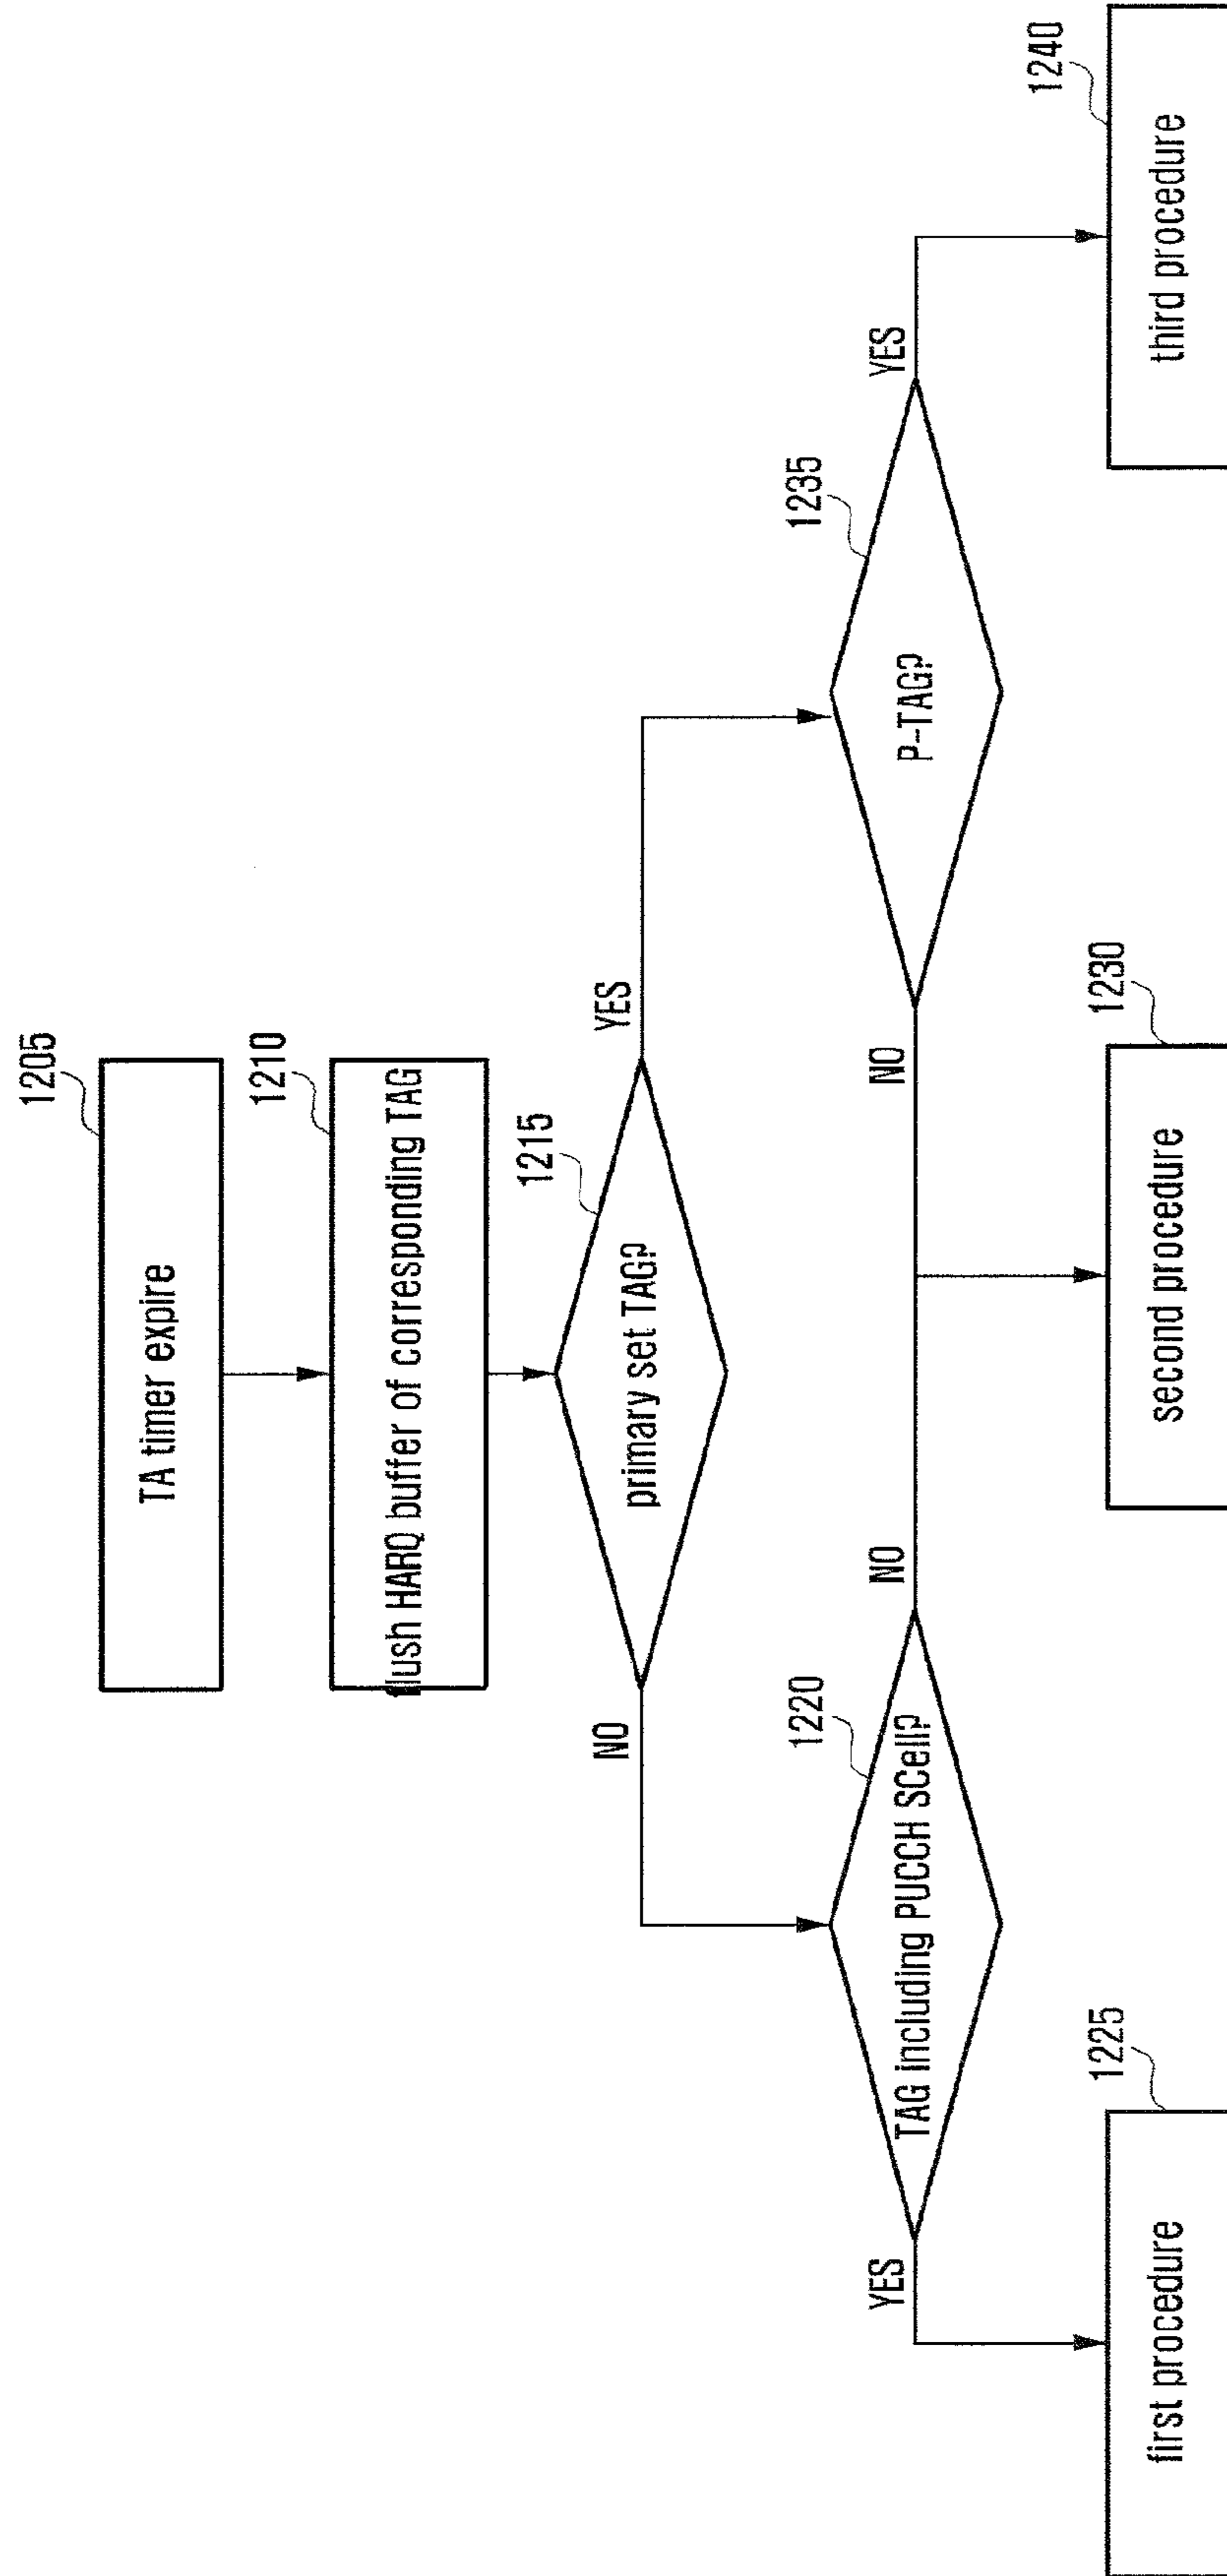 1205
TA timer expire
1210
flush HARQ buffer of corresponding TAG
1215
primary set TAG?
NO
YES
1220
TAG including PUCCH SCell?
YES
NO
1235
P-TAG?
NO
YES
1225
first procedure
1230
second procedure
1240
third procedure